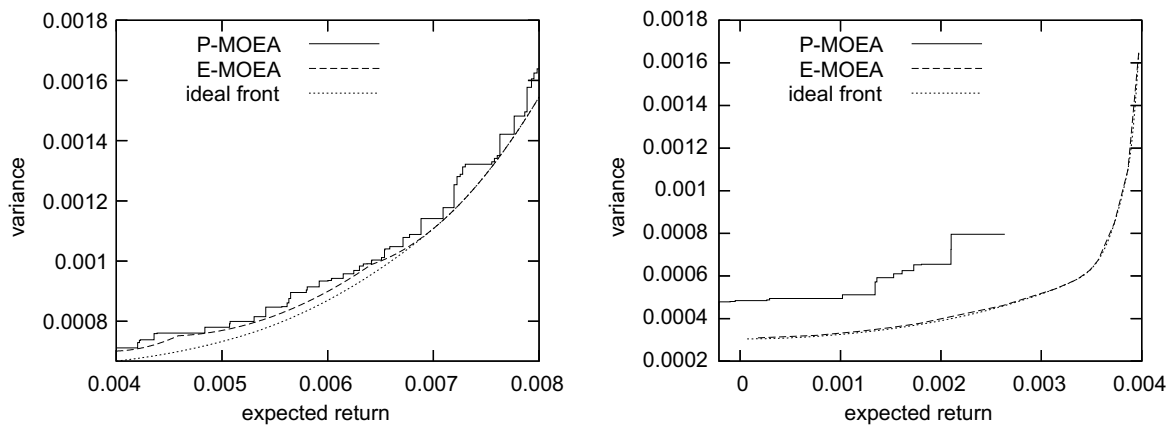 0.0018
0.0016
0.0014
0.0012
0.001
0.0008
variance
P-MOEA
E-MOEA
ideal front
0.004 0.005 0.006 0.007 0.008
expected return
0.0018
0.0016
0.0014
0.0012
0.001
0.0008
0.0006
0.0004
0.0002
variance
P-MOEA
E-MOEA
ideal front
0 0.001 0.002 0.003 0.004
expected return